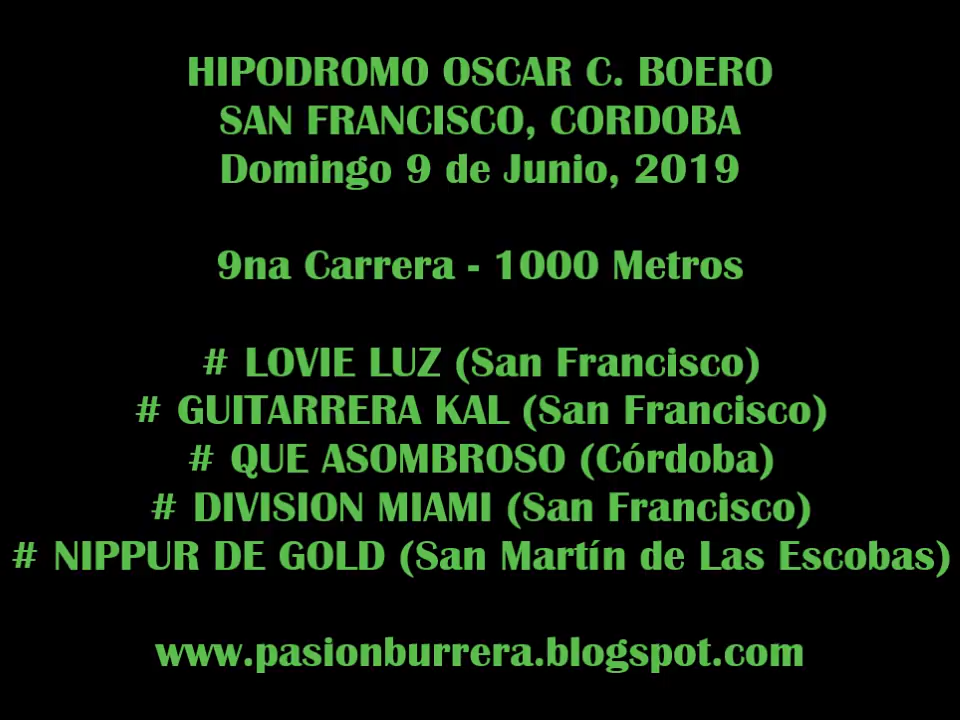 HIPODROMO OSCAR C. BOERO
SAN FRANCISCO, CORDOBA
Domingo 9 de Junio, 2019
9na Carrera - 1000 Metros
# LOVIE LUZ (San Francisco)
# GUITARRERA KAL (San Francisco)
# QUE ASOMBROSO (Córdoba)
# DIVISION MIAMI (San Francisco)
# NIPPUR DE GOLD (San Martín de Las Escobas)
www.pasionburrera.blogspot.com